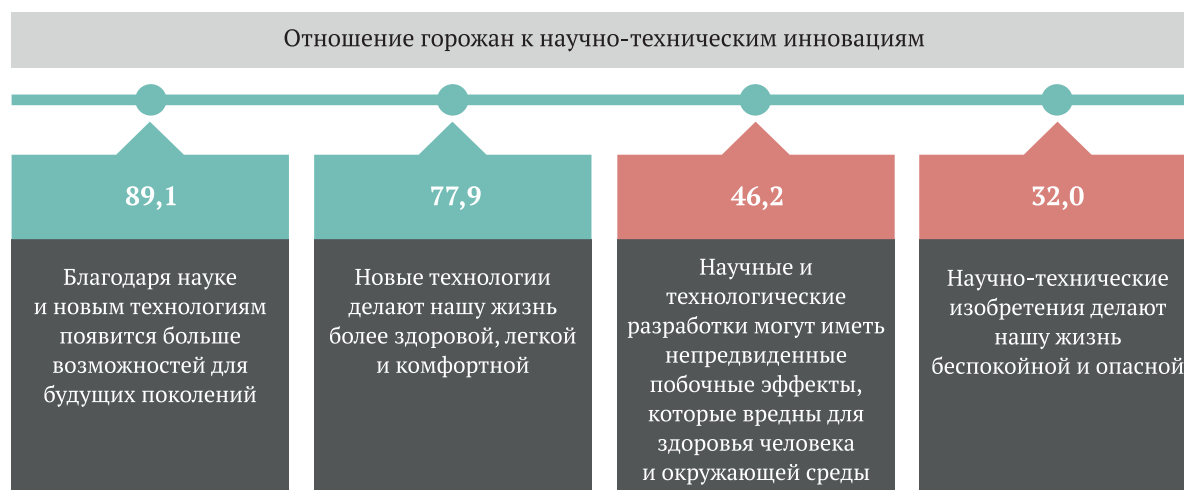 Отношение горожан к научно-техническим инновациям
89,1
Благодаря науке
и новым технологиям
появится больше
возможностей для
будущих поколений
77,9
Новые технологии
делают нашу жизнь
более здоровой, легкой
и комфортной
46,2
Научные и
технологические
разработки могут иметь
непредвиденные
побочные эффекты,
которые вредны для
здоровья человека
и окружающей среды
32,0
Научно-технические
изобретения делают
нашу жизнь
беспокойной и опасной